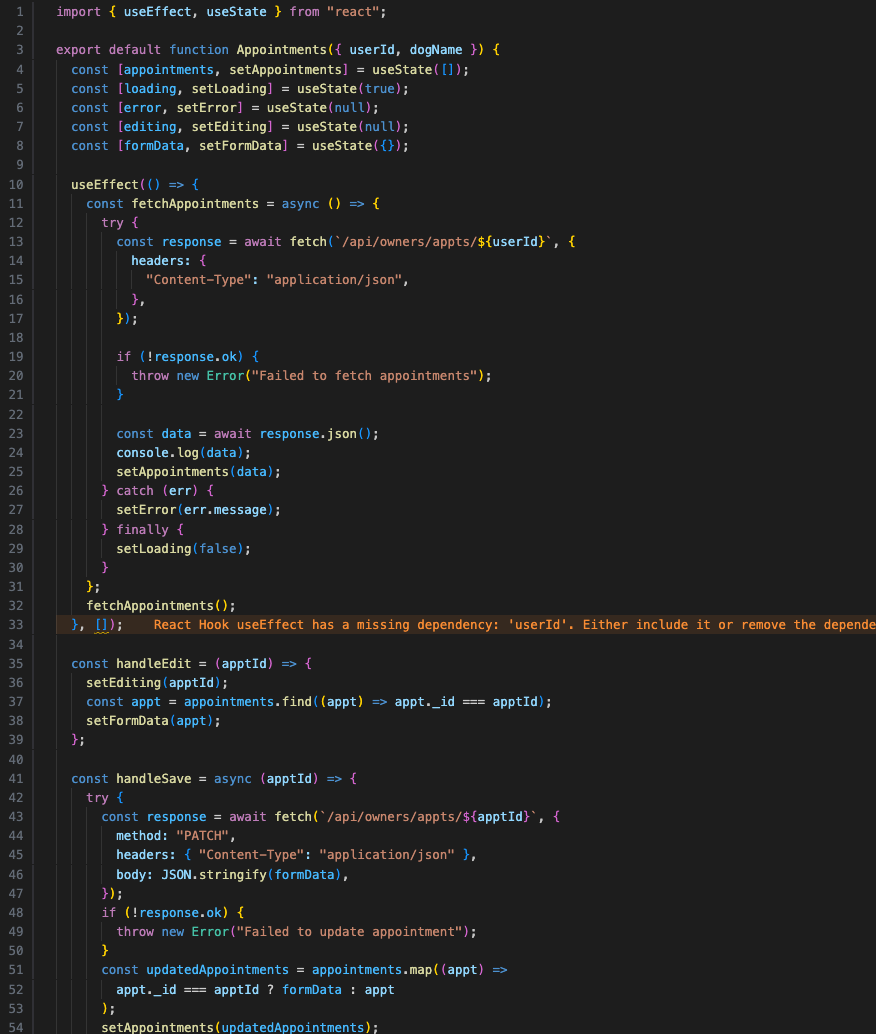 1 import { useEffect, useState } from "react";
2
3 export default function Appointments({ userId, dogName }) {
4 const [appointments, setAppointments] = useState([]);
5 const [loading, setLoading] = useState(true);
6 const [error, setError] = useState(null);
7 const [editing, setEditing] = useState(null);
8 const [formData, setFormData] = useState({});
9
10 useEffect(() => {
11 const fetchAppointments = async () => {
12 try {
13 const response = await fetch(`/api/owners/appts/${userId}`, {
14 headers: {
15 "Content-Type": "application/json",
16 },
17 });
18
19 if (!response.ok) {
20 throw new Error("Failed to fetch appointments");
21 }
22
23 const data = await response.json();
24 console.log(data);
25 setAppointments(data);
26 } catch (err) {
27 setError(err.message);
28 } finally {
29 setLoading(false);
30 }
31 };
32 fetchAppointments();
33 }, []); React Hook useEffect has a missing dependency: 'userId'. Either include it or remove the depende
34
35 const handleEdit = (apptId) => {
36 setEditing(apptId);
37 const appt = appointments.find((appt) => appt._id === apptId);
38 setFormData(appt);
39 };
40
41 const handleSave = async (apptId) => {
42 try {
43 const response = await fetch(`/api/owners/appts/${apptId}`, {
44 method: "PATCH",
45 headers: { "Content-Type": "application/json" },
46 body: JSON.stringify(formData),
47 });
48 if (!response.ok) {
49 throw new Error("Failed to update appointment");
50 }
51 const updatedAppointments = appointments.map((appt) =>
52 appt._id === apptId ? formData : appt
53 );
54 setAppointments(updatedAppointments);